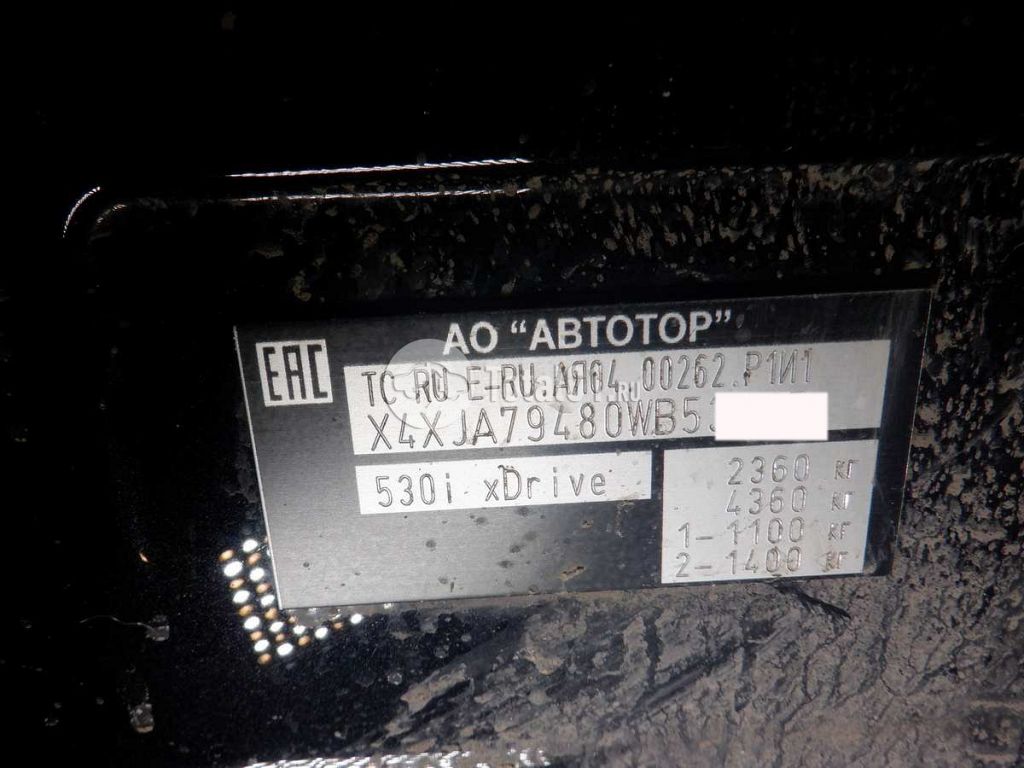 АО "АВТОТОР"
ЕАС
ТС RU Е-RU.АЯ04.00262.Р1И1
X4XJA79480WB53
530i xDrive
2360 кг
4360 кг
1- 1100 кг
2- 1400 кг